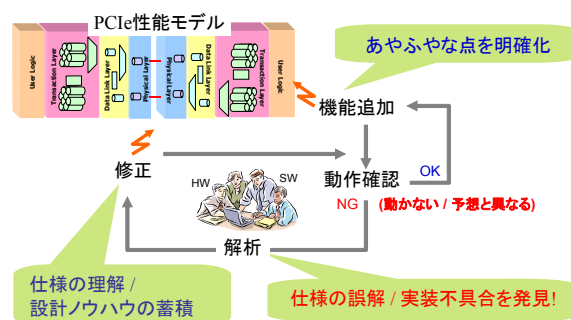 PCIe性能モデル
User Logic
Transaction Layer
Data Link Layer
Physical Layer
Physical Layer
Data Link Layer
Transaction Layer
User Logic
あやふやな点を明確化
機能追加
修正
HW
SW
動作確認
OK
NG (動かない / 予想と異なる)
解析
仕様の理解 /
設計ノウハウの蓄積
仕様の誤解 / 実装不具合を発見!